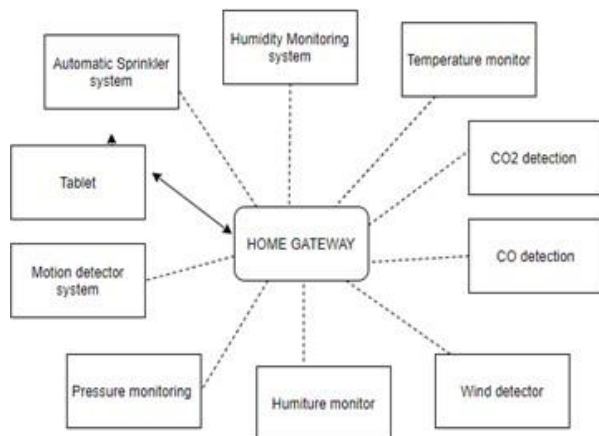 Humidity Monitoring
system
Automatic Sprinkler
system
Temperature monitor
CO2 detection
Tablet
HOME GATEWAY
CO detection
Motion detector
system
Pressure monitoring
Humiture monitor
Wind detector